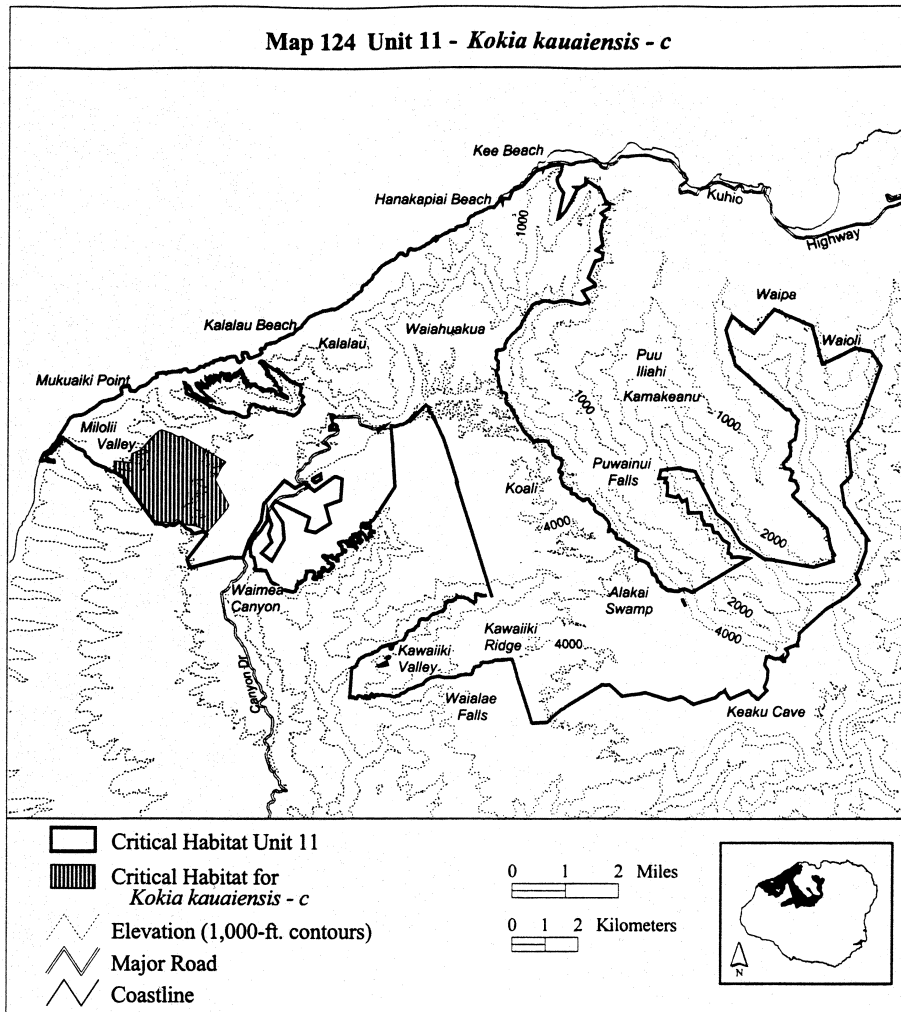 Map 124 Unit 11 - Kokia kauaiensis - c
Kee Beach
Hanakapiai Beach
Kuhio
Highway
1000
Waipa
Kalalau Beach
Kalalau
Waiahuakua
Waioli
Puu
Iliahi
Mukuaiki Point
Kamakeanu
1000
1000
Milolii
Valley
Puwainui
Falls
Koali
4000
2000
Waimea
Canyon
Alakai
Swamp
2000
4000
Kawaiiki
Ridge
4000
Kawaiiki
Valley
Canyon Dr
Waialae
Falls
Keaku Cave
Critical Habitat Unit 11
Critical Habitat for
Kokia kauaiensis - c
Elevation (1,000-ft. contours)
Major Road
Coastline
0 1 2 Miles
0 1 2 Kilometers
N